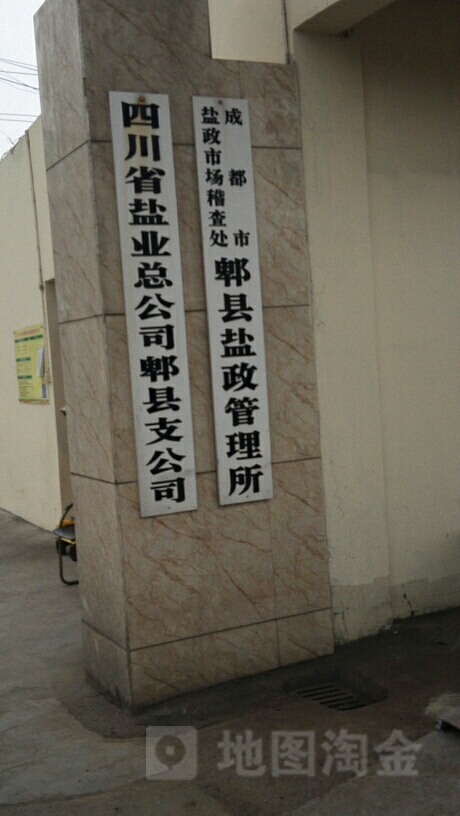 四川省盐业总公司郫县支公司
成都市
盐政市场稽查处
郫县盐政管理所
地图淘金